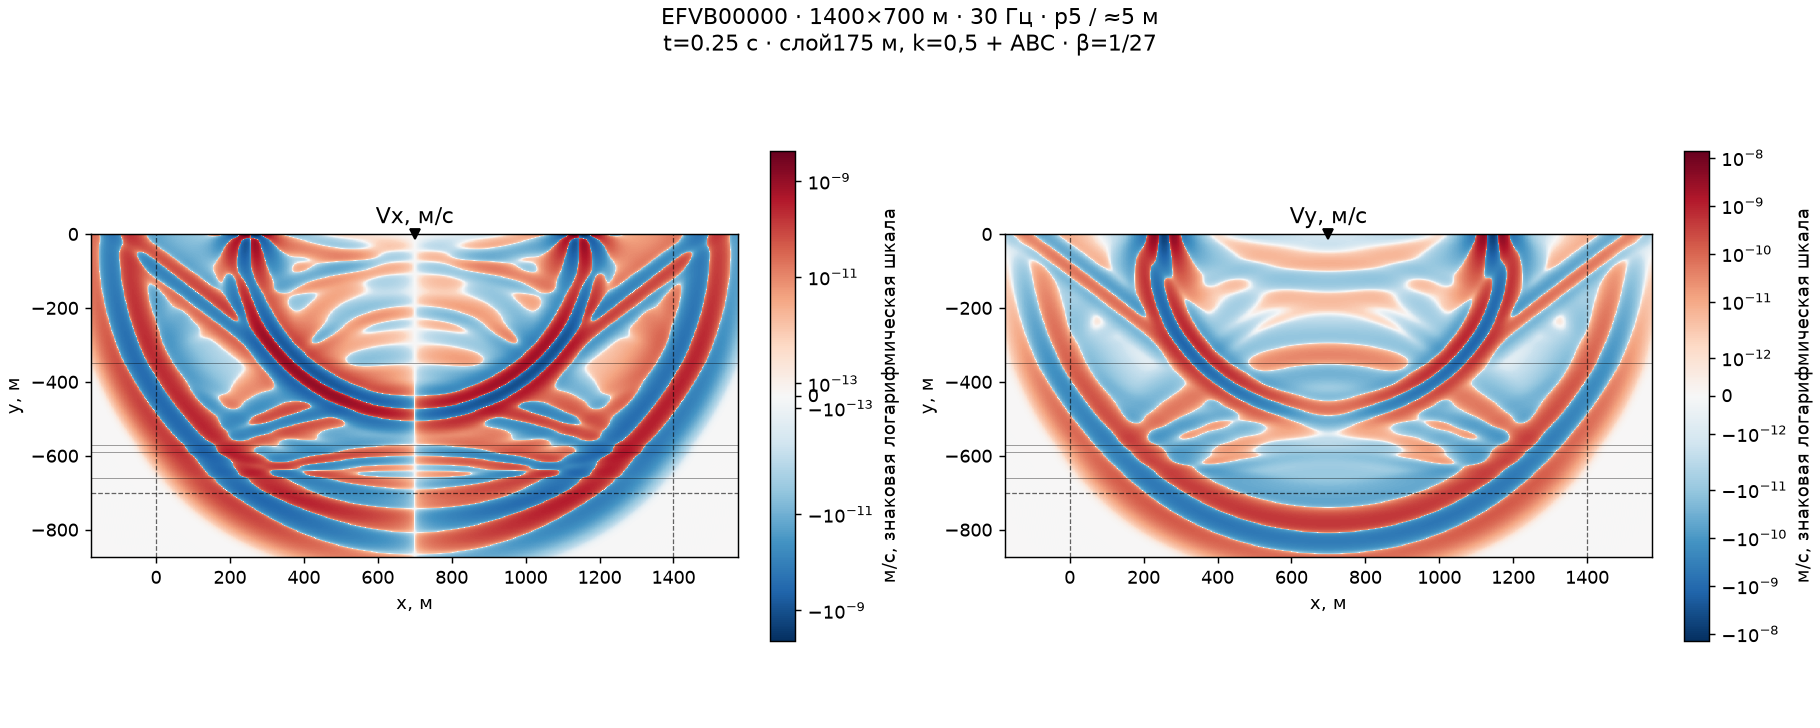 EFVB00000 · 1400×700 м · 30 Гц · p5 / ≈5 м
t=0.25 с · слой175 м, k=0,5 + ABC · β=1/27
Vx, м/с
0
−200
−400
−600
−800
y, м
0 200 400 600 800 1000 1200 1400
x, м
10⁻⁹
10⁻¹¹
10⁻¹³
0
−10⁻¹³
−10⁻¹¹
−10⁻⁹
м/с, знаковая логарифмическая шкала
Vy, м/с
0
−200
−400
−600
−800
y, м
0 200 400 600 800 1000 1200 1400
x, м
10⁻⁸
10⁻⁹
10⁻¹⁰
10⁻¹¹
10⁻¹²
0
−10⁻¹²
−10⁻¹¹
−10⁻¹⁰
−10⁻⁹
−10⁻⁸
м/с, знаковая логарифмическая шкала